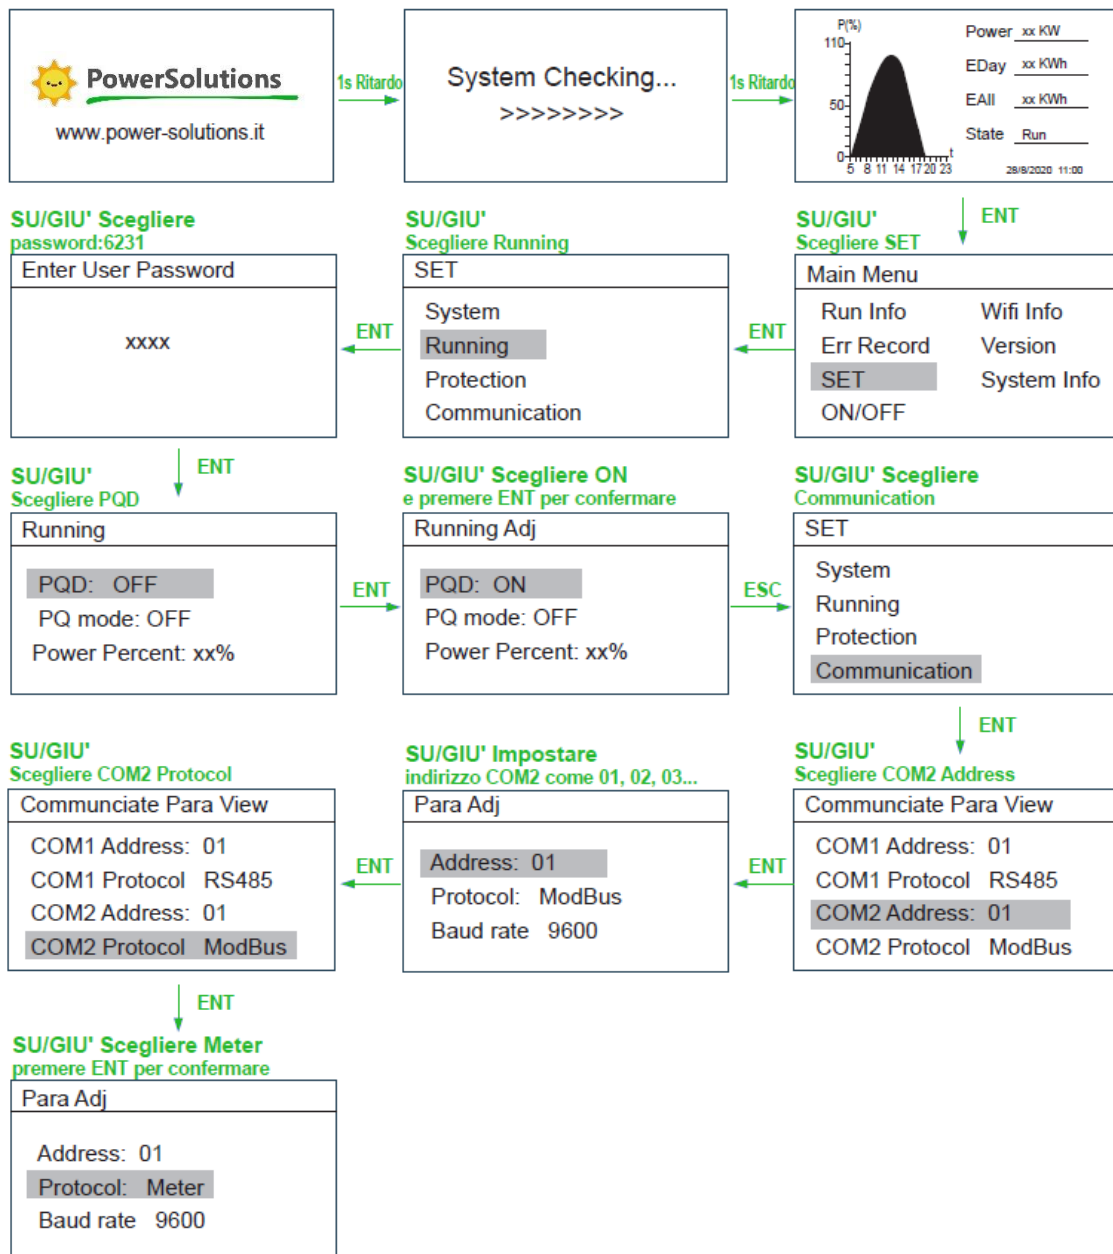 PowerSolutions
www.power-solutions.it
1s Ritardo
System Checking...
>>>>>>>>
1s Ritardo
P(%)
110
50
0
5 8 11 14 17 20 23
t
Power xx KW
EDay xx KWh
EAll xx KWh
State Run
28/8/2020 11:00
ENT
SU/GIU'
Scegliere SET
Main Menu
Run Info
Wifi Info
Err Record
Version
SET
System Info
ON/OFF
ENT
SU/GIU'
Scegliere Running
SET
System
Running
Protection
Communication
ENT
SU/GIU' Scegliere
password:6231
Enter User Password
xxxx
ENT
SU/GIU'
Scegliere PQD
Running
PQD: OFF
PQ mode: OFF
Power Percent: xx%
ENT
SU/GIU' Scegliere ON
e premere ENT per confermare
Running Adj
PQD: ON
PQ mode: OFF
Power Percent: xx%
ESC
SU/GIU' Scegliere
Communication
SET
System
Running
Protection
Communication
ENT
SU/GIU'
Scegliere COM2 Address
Communciate Para View
COM1 Address: 01
COM1 Protocol RS485
COM2 Address: 01
COM2 Protocol ModBus
ENT
SU/GIU' Impostare
indirizzo COM2 come 01, 02, 03...
Para Adj
Address: 01
Protocol: ModBus
Baud rate 9600
ENT
SU/GIU'
Scegliere COM2 Protocol
Communciate Para View
COM1 Address: 01
COM1 Protocol RS485
COM2 Address: 01
COM2 Protocol ModBus
ENT
SU/GIU' Scegliere Meter
premere ENT per confermare
Para Adj
Address: 01
Protocol: Meter
Baud rate 9600